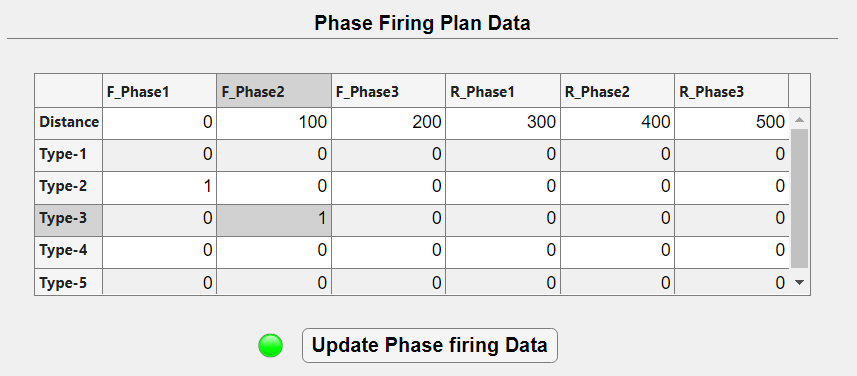 Phase Firing Plan Data
F_Phase1 F_Phase2 F_Phase3 R_Phase1 R_Phase2 R_Phase3
Distance 0 100 200 300 400 500
Type-1 0 0 0 0 0 0
Type-2 1 0 0 0 0 0
Type-3 0 1 0 0 0 0
Type-4 0 0 0 0 0 0
Type-5 0 0 0 0 0 0
Update Phase firing Data